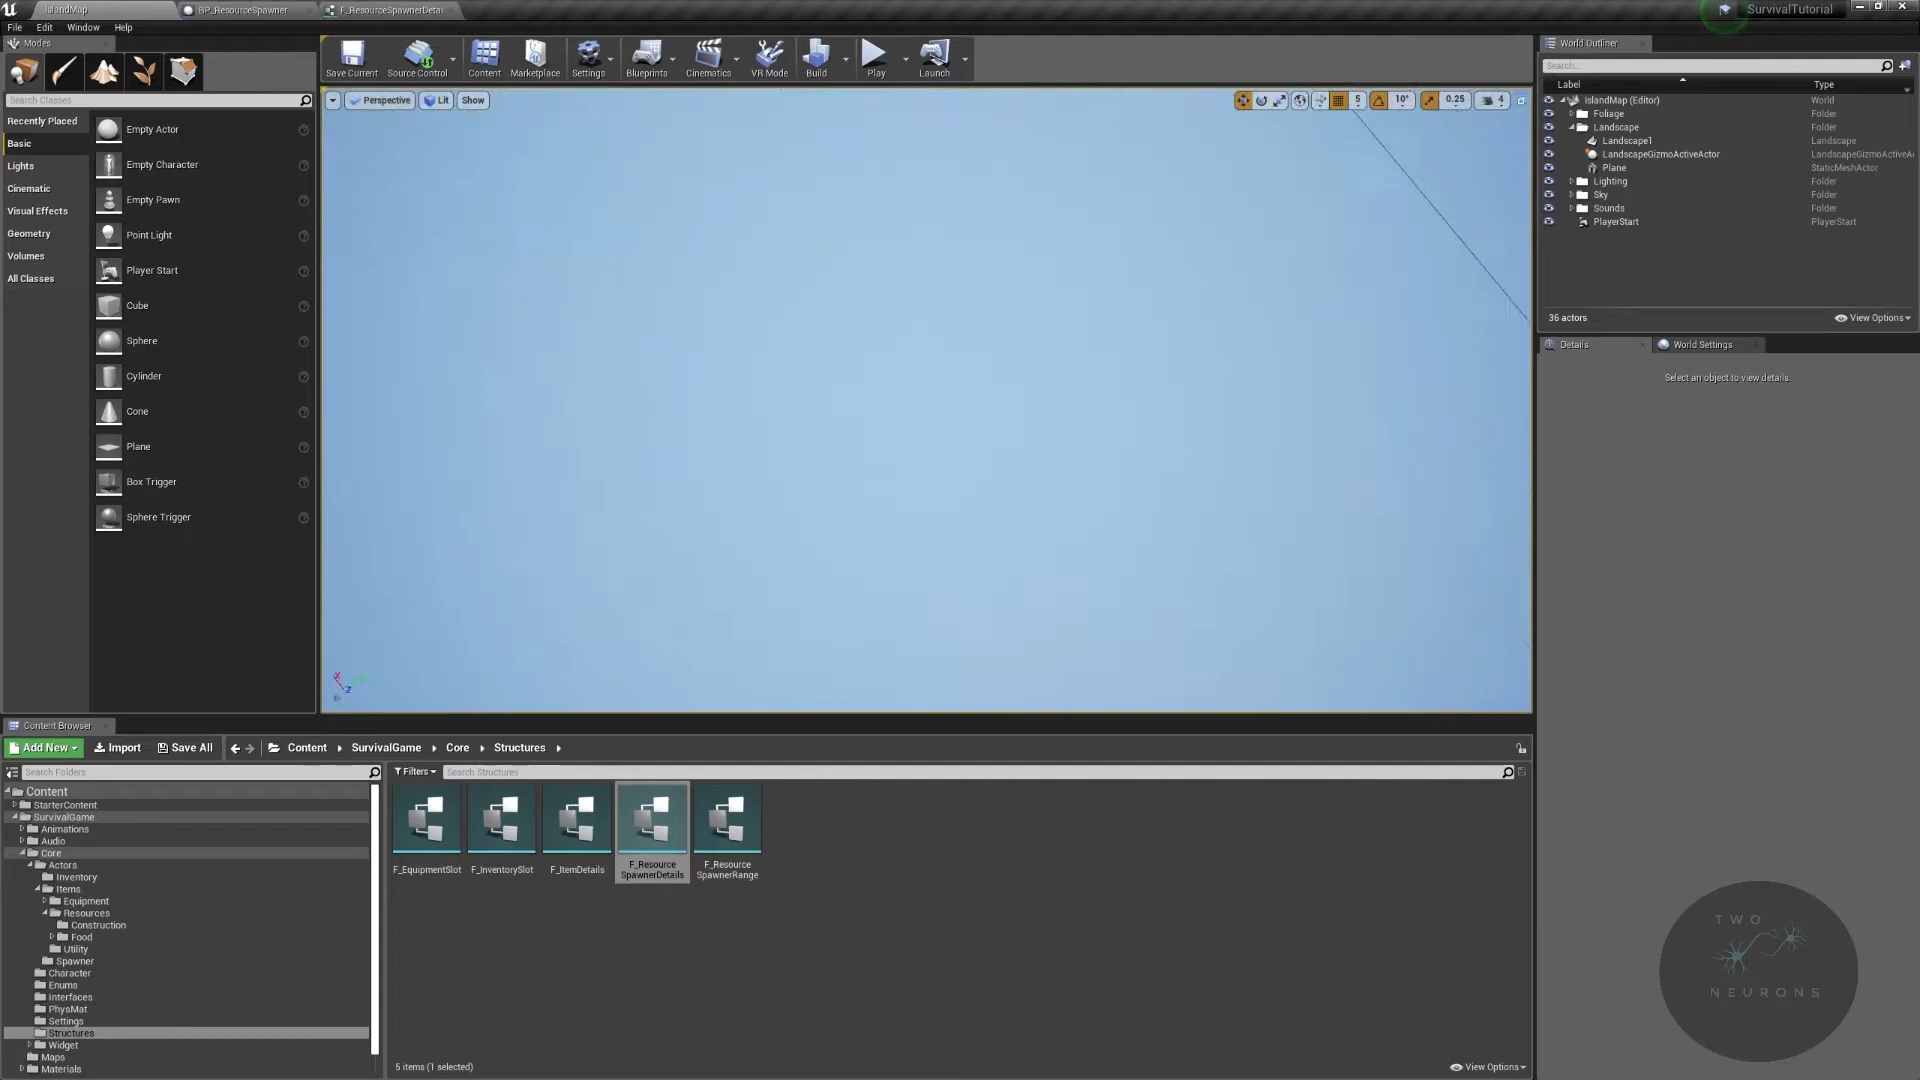 IslandMap
BP_ResourceSpawner
F_ResourceSpawnerDetai
SurvivalTutorial
File
Edit
Window
Help
Modes
Search Classes
Recently Placed
Basic
Lights
Cinematic
Visual Effects
Geometry
Volumes
All Classes
Empty Actor
Empty Character
Empty Pawn
Point Light
Player Start
Cube
Sphere
Cylinder
Cone
Plane
Box Trigger
Sphere Trigger
Save Current
Source Control
Content
Marketplace
Settings
Blueprints
Cinematics
VR Mode
Build
Play
Launch
Perspective
Lit
Show
5
10°
0.25
4
X
Z
World Outliner
Search...
Label
Type
IslandMap (Editor)
World
Foliage
Folder
Landscape
Folder
Landscape1
Landscape
LandscapeGizmoActiveActor
LandscapeGizmoActiveA
Plane
StaticMeshActor
Lighting
Folder
Sky
Folder
Sounds
Folder
PlayerStart
PlayerStart
36 actors
View Options
Details
World Settings
Select an object to view details.
Content Browser
Add New
Import
Save All
Content
SurvivalGame
Core
Structures
Search Folders
Filters
Search Structures
Content
StarterContent
SurvivalGame
Animations
Audio
Core
Actors
Inventory
Items
Equipment
Resources
Construction
Food
Utility
Spawner
Character
Enums
Interfaces
PhysMat
Settings
Structures
Widget
Maps
Materials
F_EquipmentSlot
F_InventorySlot
F_ItemDetails
F_Resource
SpawnerDetails
F_Resource
SpawnerRange
5 items (1 selected)
View Options
TWO
NEURONS